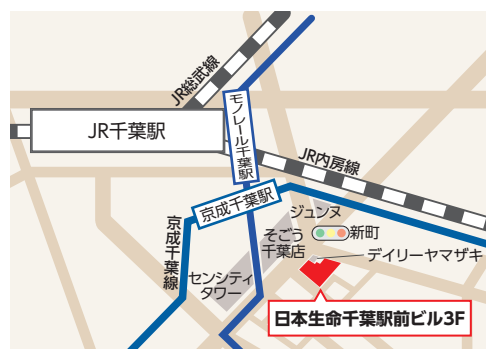 JR総武線
JR千葉駅
モノレール千葉駅
JR内房線
京成千葉駅
京成千葉線
ジュンヌ
そごう
千葉店
新町
デイリーヤマザキ
センシティ
タワー
日本生命千葉駅前ビル3F